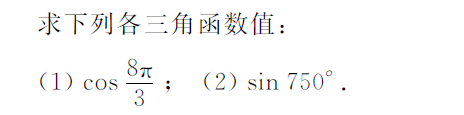 求下列各三角函数值：
(1) cos 8π/3 ； (2) sin 750°.